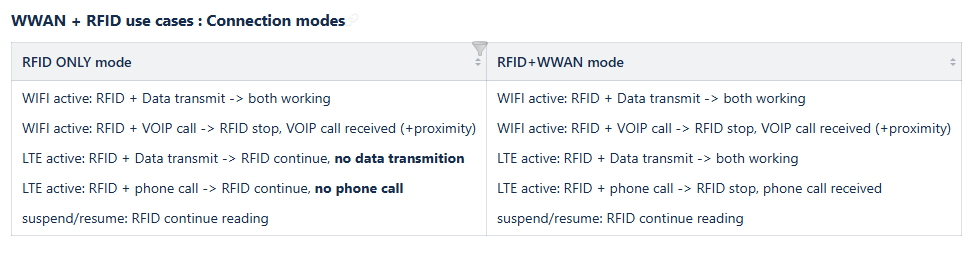 WWAN + RFID use cases : Connection modes
RFID ONLY mode
RFID+WWAN mode
WIFI active: RFID + Data transmit -> both working
WIFI active: RFID + Data transmit -> both working
WIFI active: RFID + VOIP call -> RFID stop, VOIP call received (+proximity)
WIFI active: RFID + VOIP call -> RFID stop, VOIP call received (+proximity)
LTE active: RFID + Data transmit -> RFID continue, no data transmition
LTE active: RFID + Data transmit -> both working
LTE active: RFID + phone call -> RFID continue, no phone call
LTE active: RFID + phone call -> RFID stop, phone call received
suspend/resume: RFID continue reading
suspend/resume: RFID continue reading